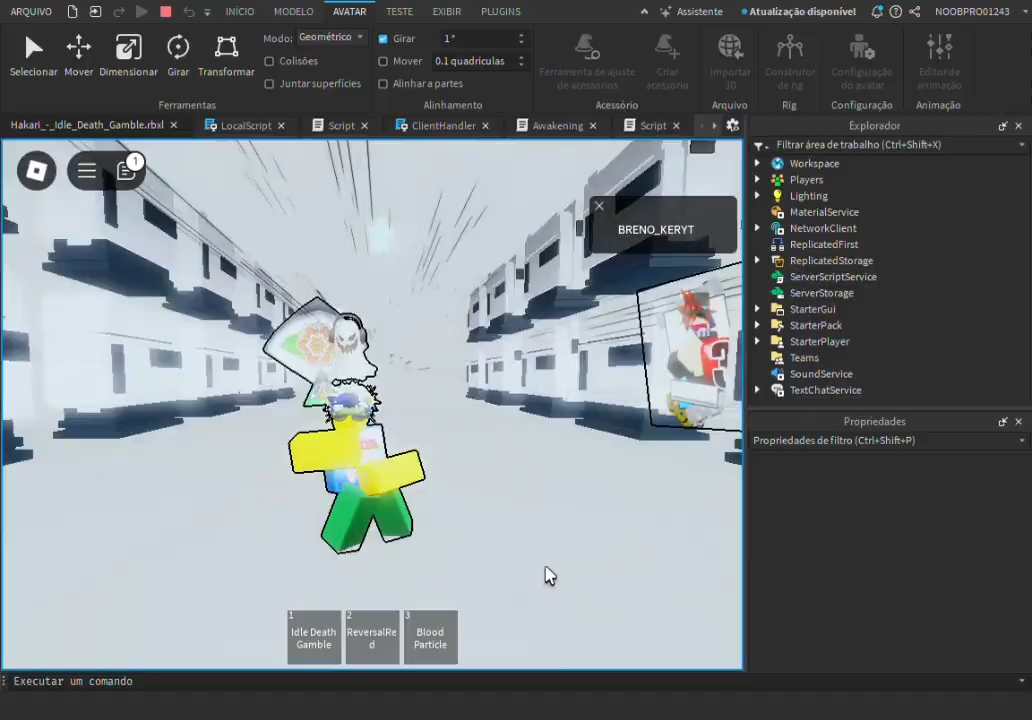 ARQUIVO
INÍCIO
MODELO
AVATAR
TESTE
EXIBIR
PLUGINS
Assistente
Atualização disponível
NOOBPRO01243
Selecionar
Mover
Dimensionar
Girar
Transformar
Ferramentas
Modo: Geométrico
Colisões
Juntar superfícies
Girar 1°
Mover 0.1 quadrículas
Alinhar a partes
Alinhamento
Ferramenta de ajuste de acessórios
Criar acessório
Acessório
Importar 3D
Arquivo
Construtor de rig
Rig
Configuração do avatar
Configuração
Editor de animação
Animação
Hakari_-_Idle_Death_Gamble.rbxl
LocalScript
Script
ClientHandler
Awakening
Script
1
BRENO_KERYT
1
Idle Death
Gamble
2
ReversalRe
d
3
Blood
Particle
Explorador
Filtrar área de trabalho (Ctrl+Shift+X)
Workspace
Players
Lighting
MaterialService
NetworkClient
ReplicatedFirst
ReplicatedStorage
ServerScriptService
ServerStorage
StarterGui
StarterPack
StarterPlayer
Teams
SoundService
TextChatService
Propriedades
Propriedades de filtro (Ctrl+Shift+P)
Executar um comando